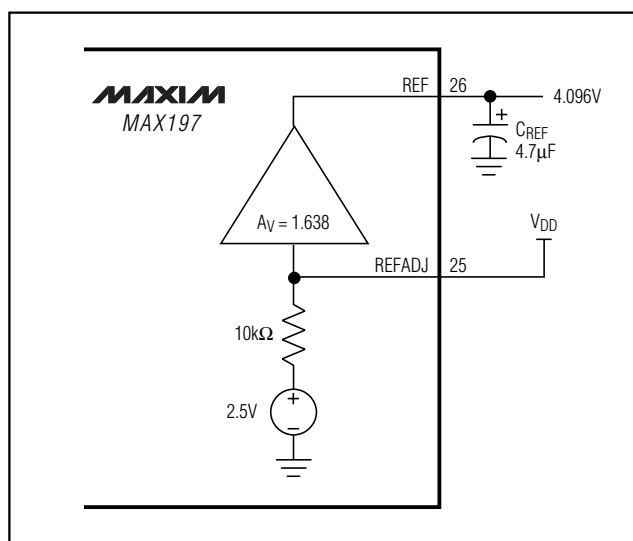 MAXIM
MAX197
REF
26
4.096V
+
CREF
4.7µF
AV = 1.638
VDD
REFADJ
25
10kΩ
2.5V
+
−